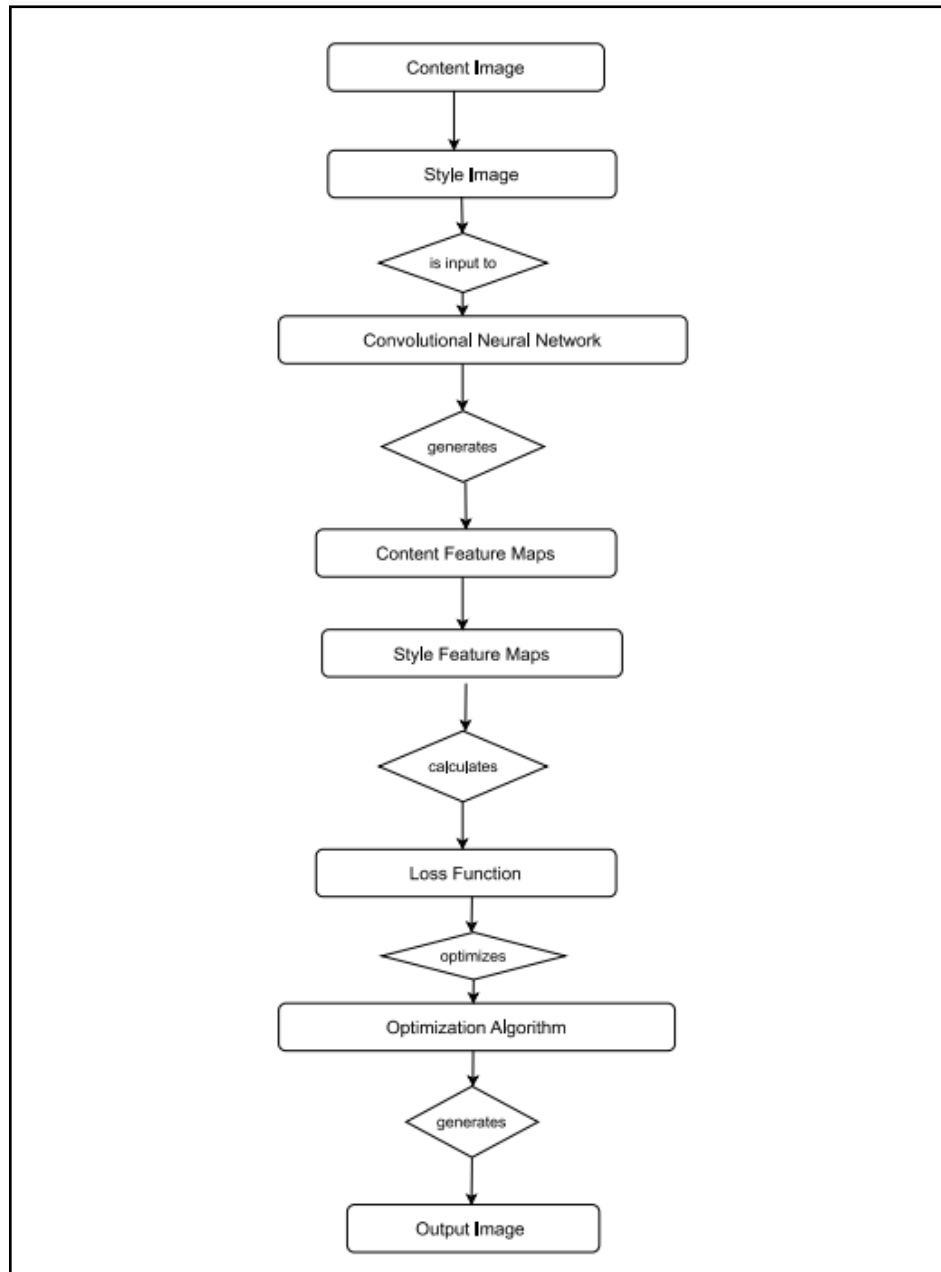 Content Image
Style Image
is input to
Convolutional Neural Network
generates
Content Feature Maps
Style Feature Maps
calculates
Loss Function
optimizes
Optimization Algorithm
generates
Output Image